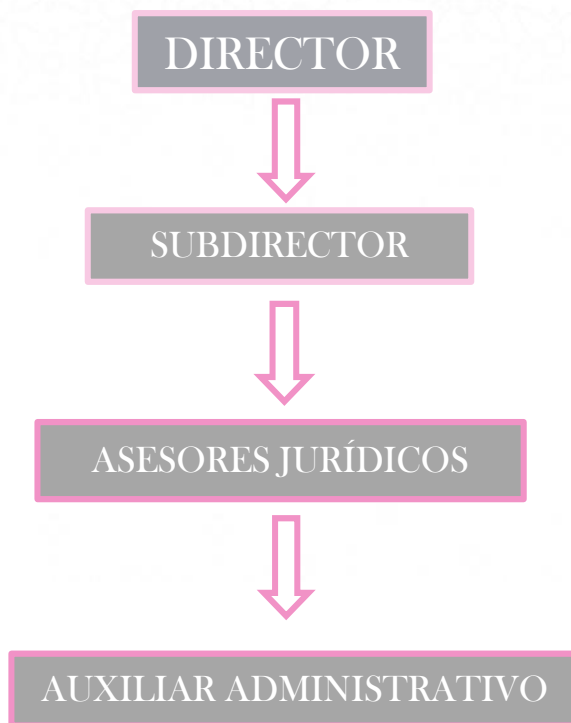 DIRECTOR
SUBDIRECTOR
ASESORES JURÍDICOS
AUXILIAR ADMINISTRATIVO